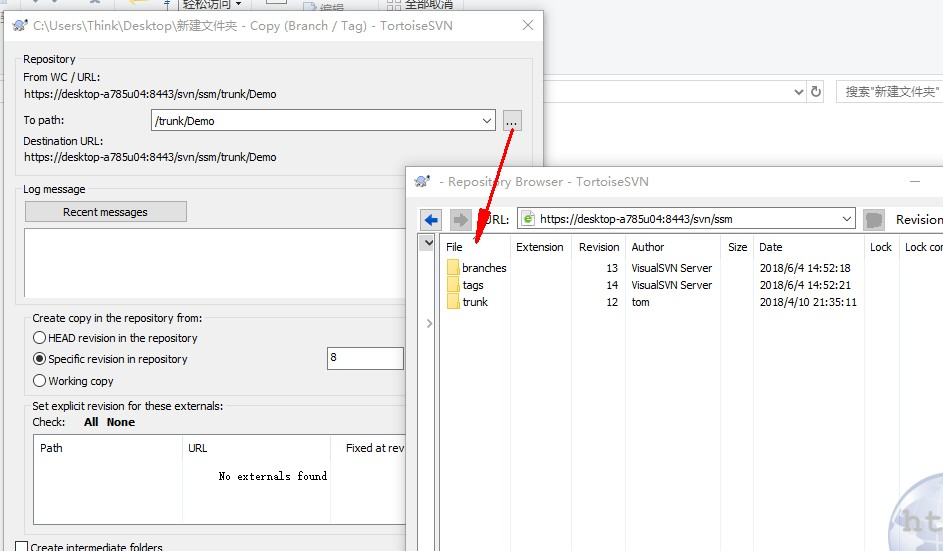 轻松访问
编辑
全部取消
C:\Users\Think\Desktop\新建文件夹 - Copy (Branch / Tag) - TortoiseSVN
Repository
From WC / URL:
https://desktop-a785u04:8443/svn/ssm/trunk/Demo
To path:
/trunk/Demo
...
Destination URL:
https://desktop-a785u04:8443/svn/ssm/trunk/Demo
搜索"新建文件夹"
Log message
Recent messages
Create copy in the repository from:
HEAD revision in the repository
Specific revision in repository
8
Working copy
Set explicit revision for these externals:
Check: All None
Path URL Fixed at rev
No externals found
Create intermediate folders
- Repository Browser - TortoiseSVN
URL: https://desktop-a785u04:8443/svn/ssm Revision
File Extension Revision Author Size Date Lock Lock co
branches 13 VisualSVN Server 2018/6/4 14:52:18
tags 14 VisualSVN Server 2018/6/4 14:52:21
trunk 12 tom 2018/4/10 21:35:11
ht